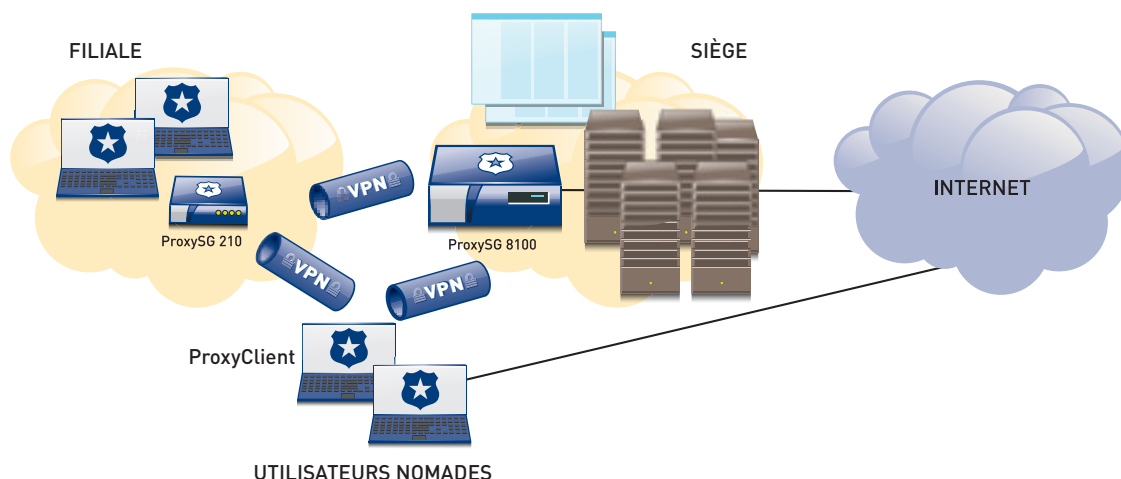 FILIALE
SIÈGE
VPN
INTERNET
ProxySG 210
ProxySG 8100
VPN
VPN
ProxyClient
UTILISATEURS NOMADES